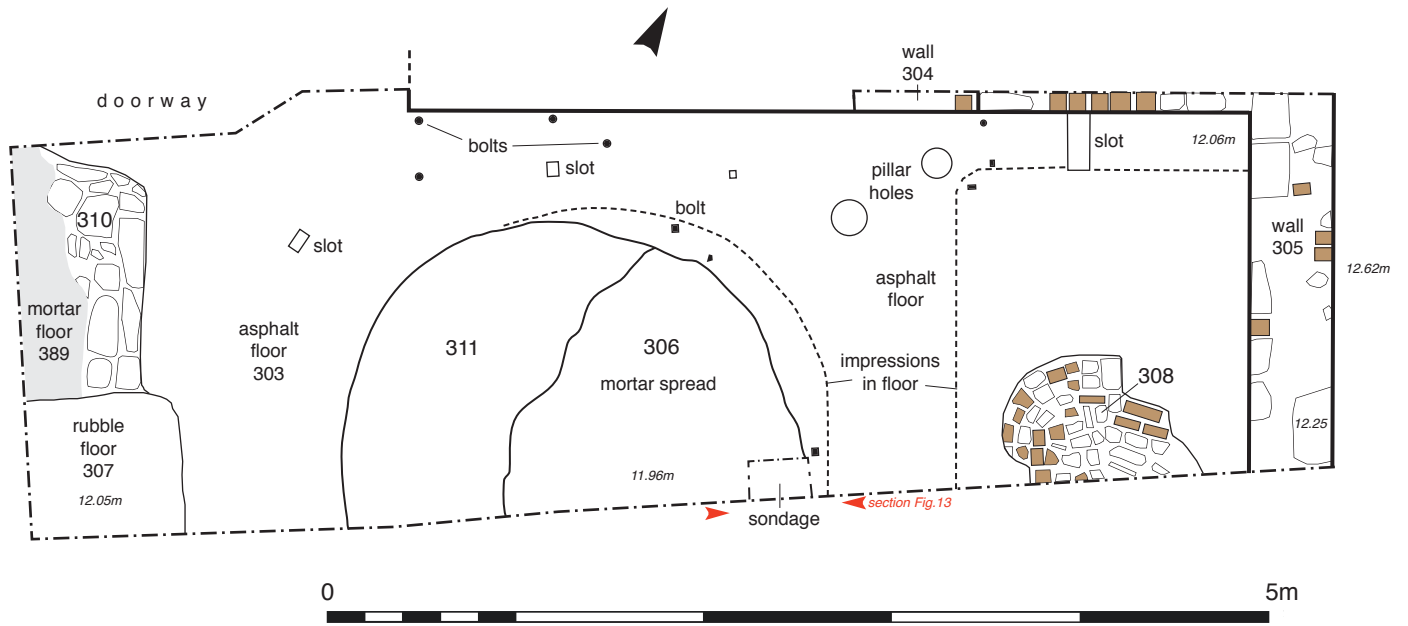 doorway
wall
304
bolts
slot
pillar
holes
slot
12.06m
310
slot
bolt
wall
305
12.62m
mortar
floor
389
asphalt
floor
303
311
306
mortar spread
asphalt
floor
impressions
in floor
308
rubble
floor
307
12.05m
11.96m
12.25
sondage
section Fig.13
0
5m